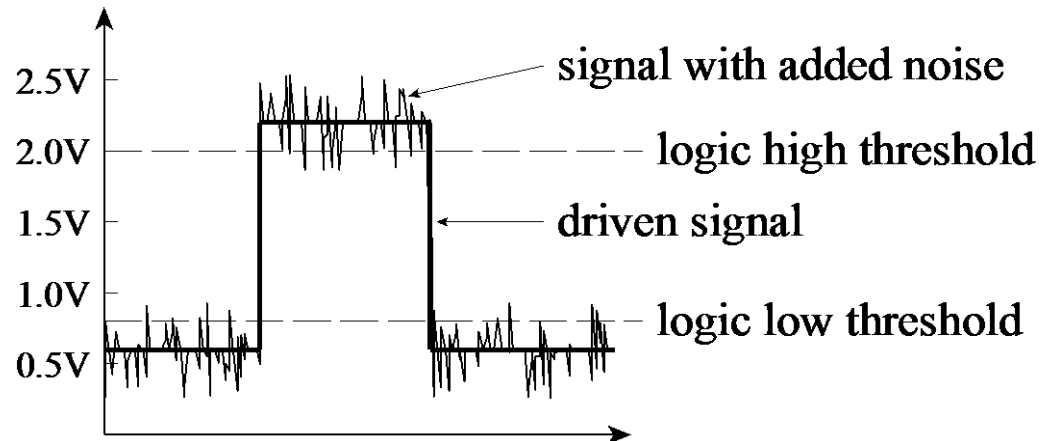 2.5V
signal with added noise
2.0V
logic high threshold
1.5V
driven signal
1.0V
logic low threshold
0.5V